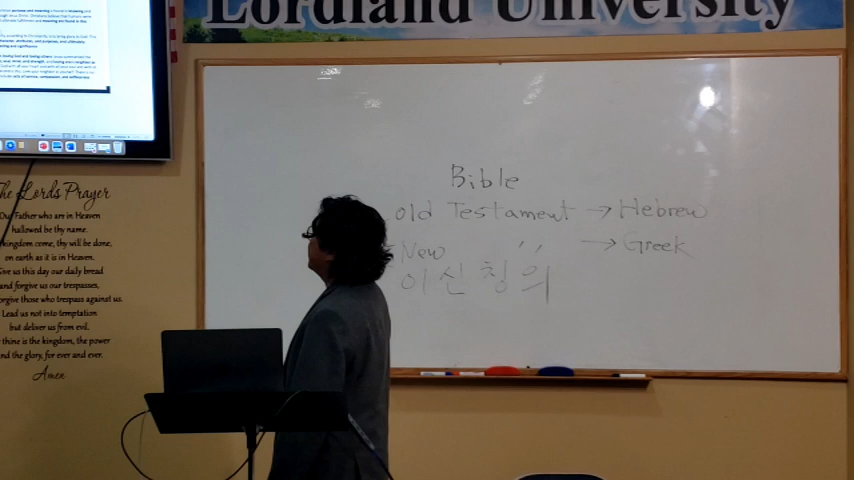 Lordland University
Bible
old Testament → Hebrew
New 〃 → Greek
이신칭의
The Lords Prayer
Our Father who are in Heaven
hallowed be thy name.
kingdom come, thy will be done,
on earth as it is in Heaven.
Give us this day our daily bread
and forgive us our trespasses,
forgive those who trespass against us.
Lead us not into temptation
but deliver us from evil.
thine is the kingdom, the power
and the glory, for ever and ever.
Amen